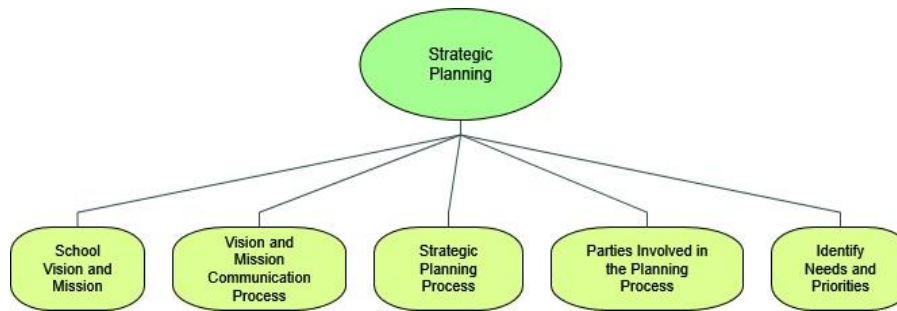 Strategic
Planning
School
Vision and
Mission
Vision and
Mission
Communication
Process
Strategic
Planning
Process
Parties Involved in
the Planning
Process
Identify
Needs and
Priorities